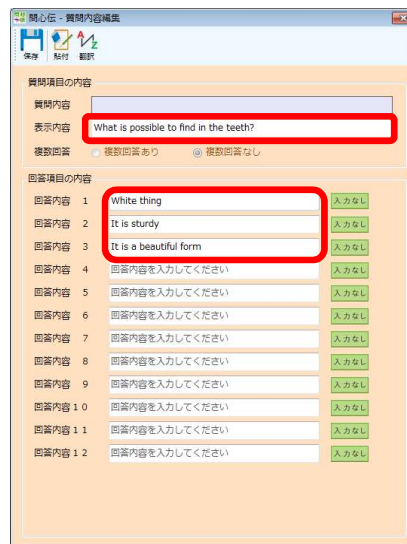 問心伝 - 質問内容編集
保存 貼付 翻訳
質問項目の内容
質問内容
表示内容 What is possible to find in the teeth?
複数回答 複数回答あり 複数回答なし
回答項目の内容
回答内容 1 White thing 入力なし
回答内容 2 It is sturdy 入力なし
回答内容 3 It is a beautiful form 入力なし
回答内容 4 回答内容を入力してください 入力なし
回答内容 5 回答内容を入力してください 入力なし
回答内容 6 回答内容を入力してください 入力なし
回答内容 7 回答内容を入力してください 入力なし
回答内容 8 回答内容を入力してください 入力なし
回答内容 9 回答内容を入力してください 入力なし
回答内容10 回答内容を入力してください 入力なし
回答内容11 回答内容を入力してください 入力なし
回答内容12 回答内容を入力してください 入力なし